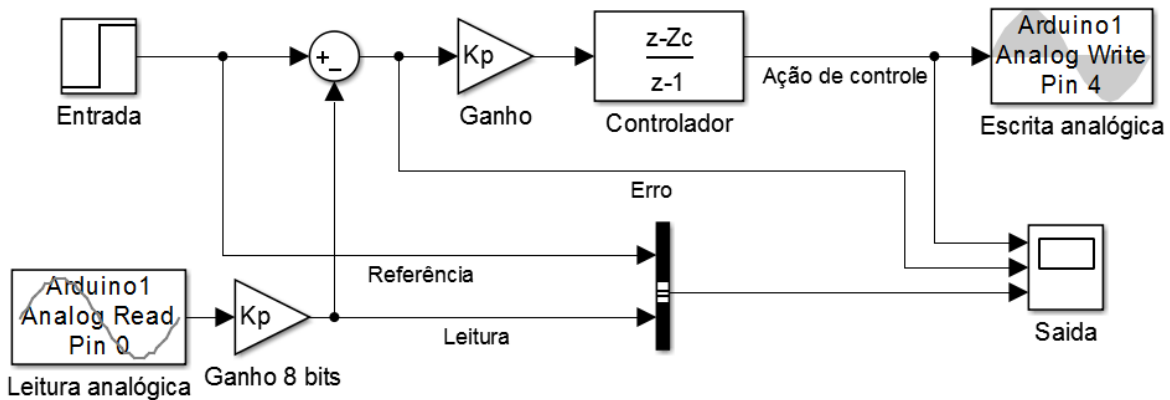 Entrada
+
-
Kp
Ganho
z-Zc
z-1
Controlador
Ação de controle
Arduino1
Analog Write
Pin 4
Escrita analógica
Erro
Referência
Arduino1
Analog Read
Pin 0
Leitura analógica
Kp
Ganho 8 bits
Leitura
Saida